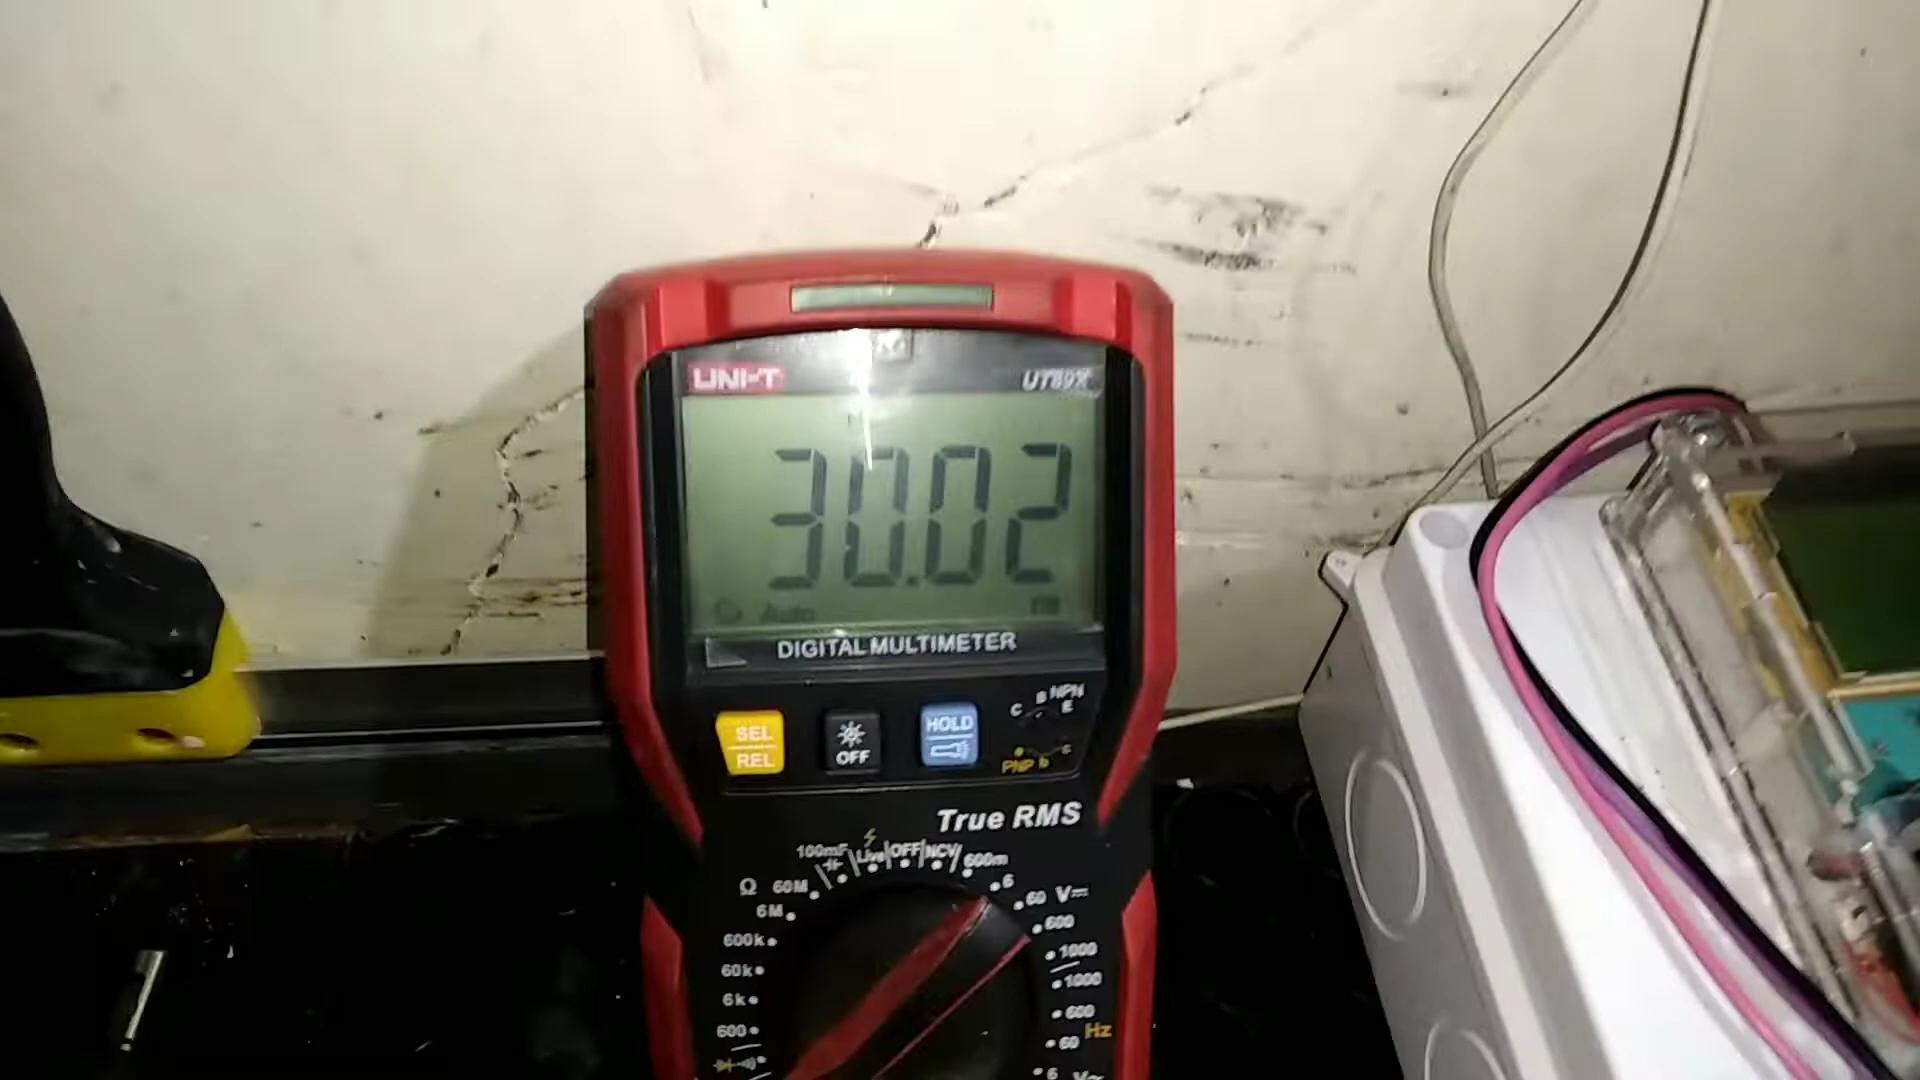 UNI-T UT89X
30.02
Auto
DIGITAL MULTIMETER
SEL
REL
OFF
HOLD
C B NPN E
PNP b c
True RMS
100mF Live OFF NCV 600m
Ω 60M
6
60 V
6M
600
600k
1000
60k
1000
6k
600
Hz
600
60
6
V~